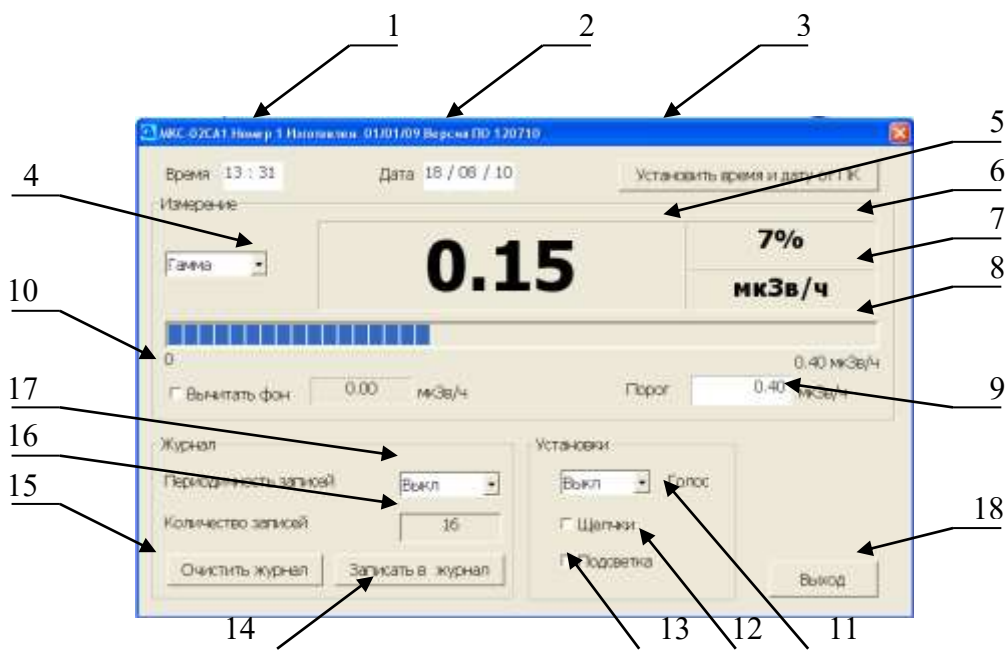 1 2 3
МКС-02СА1 Номер 1 Изготовлен 01/01/09 Версия ПО 120710
5
Время 13 : 31 Дата 18 / 08 / 10 Установить время и дату от ПК
6
4
Измерение
7% 7
Гамма 0.15
8
мкЗв/ч
10
0 0.40 мкЗв/ч
17 Вычитать фон 0.00 мкЗв/ч Порог 0.40 мкЗв/ч 9
16 Журнал Установки
15 Периодичность записей Выкл Выкл Голос
Количество записей 16 Щелчки 18
Очистить журнал Записать в журнал Подсветка Выход
14 13 12 11